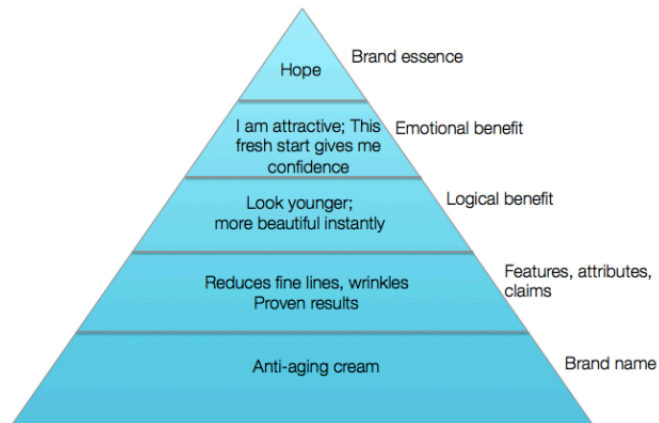 Hope
Brand essence
I am attractive; This
fresh start gives me
confidence
Emotional benefit
Look younger;
more beautiful instantly
Logical benefit
Reduces fine lines, wrinkles
Proven results
Features, attributes,
claims
Anti-aging cream
Brand name